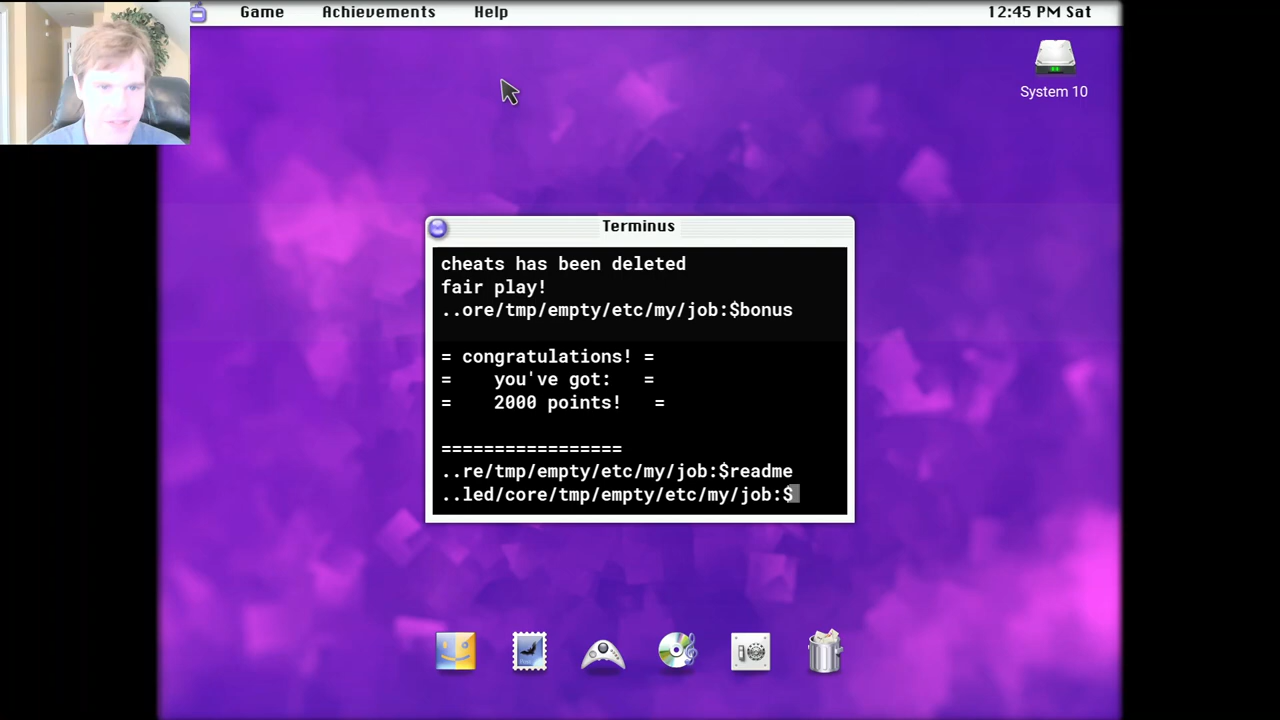 Game Achievements Help 12:45 PM Sat
System 10
Terminus
cheats has been deleted
fair play!
..ore/tmp/empty/etc/my/job:$bonus
= congratulations! =
= you've got: =
= 2000 points! =
=================
..re/tmp/empty/etc/my/job:$readme
..led/core/tmp/empty/etc/my/job:$